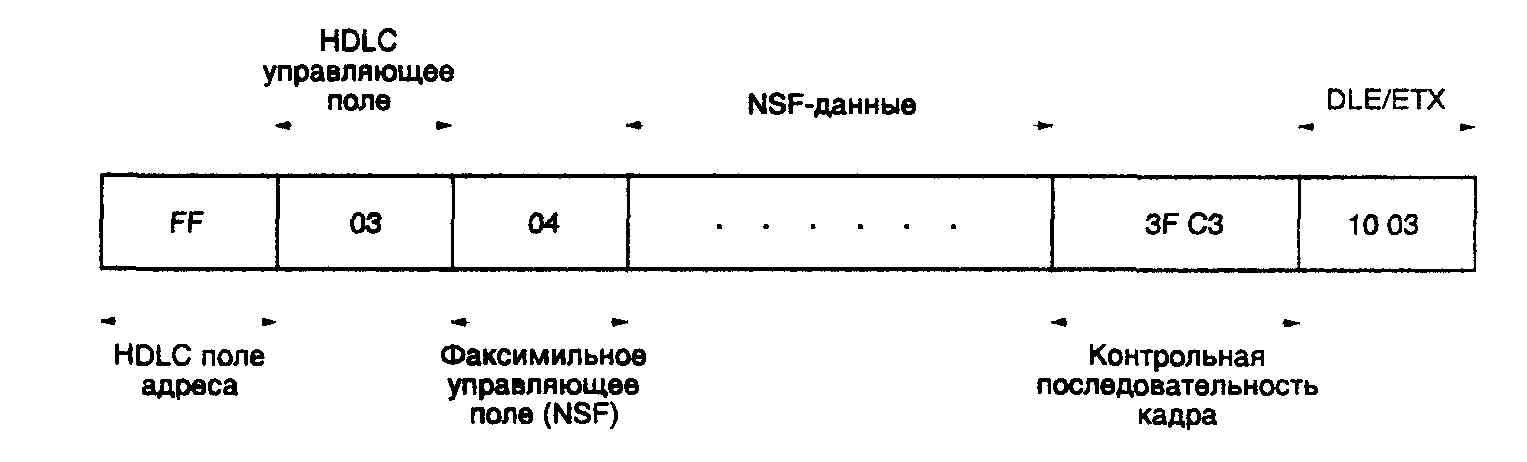 HDLC
управляющее
поле
NSF-данные
DLE/ETX
FF
03
04
. . . . . .
3F C3
10 03
HDLC поле
адреса
Факсимильное
управляющее
поле (NSF)
Контрольная
последовательность
кадра